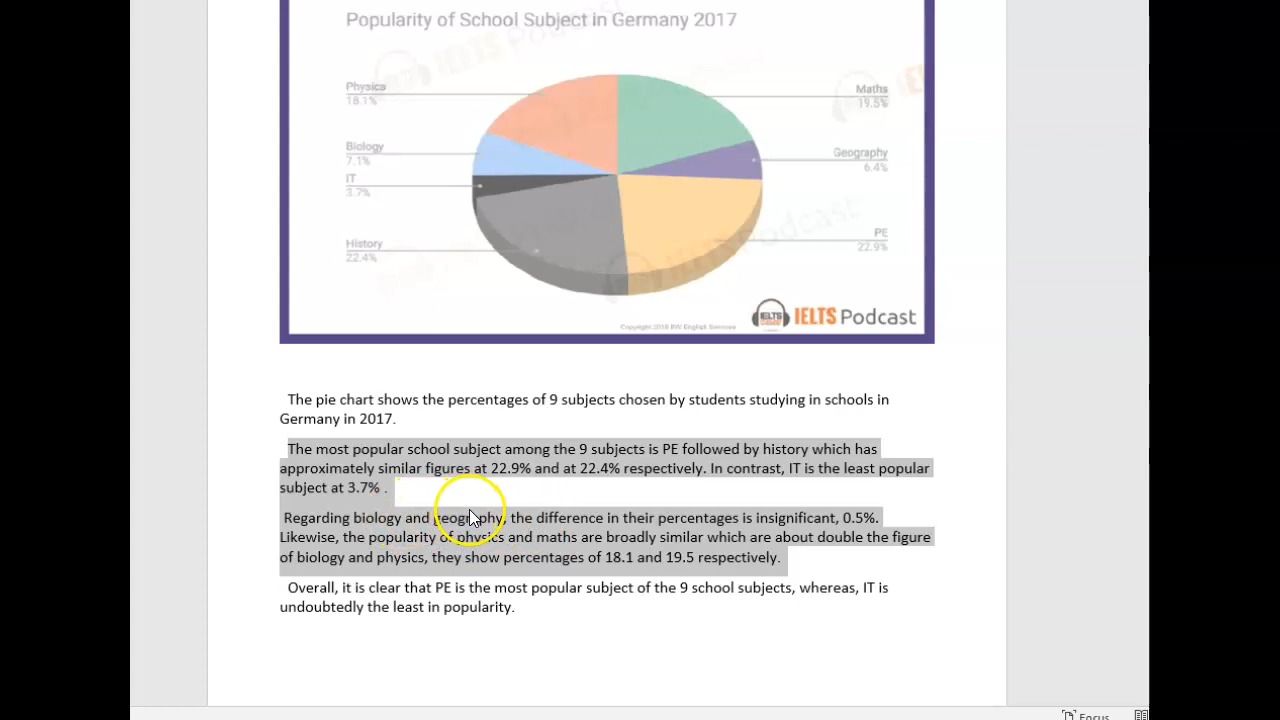 Popularity of School Subject in Germany 2017
Physics
18.1%
Maths
19.5%
Biology
7.1%
Geography
6.4%
IT
3.7%
History
22.4%
PE
22.9%
IELTS Podcast
Copyright 2018 BW English Services
The pie chart shows the percentages of 9 subjects chosen by students studying in schools in
Germany in 2017.
The most popular school subject among the 9 subjects is PE followed by history which has
approximately similar figures at 22.9% and at 22.4% respectively. In contrast, IT is the least popular
subject at 3.7% .
Regarding biology and geography, the difference in their percentages is insignificant, 0.5%.
Likewise, the popularity of physics and maths are broadly similar which are about double the figure
of biology and physics, they show percentages of 18.1 and 19.5 respectively.
Overall, it is clear that PE is the most popular subject of the 9 school subjects, whereas, IT is
undoubtedly the least in popularity.
Focus